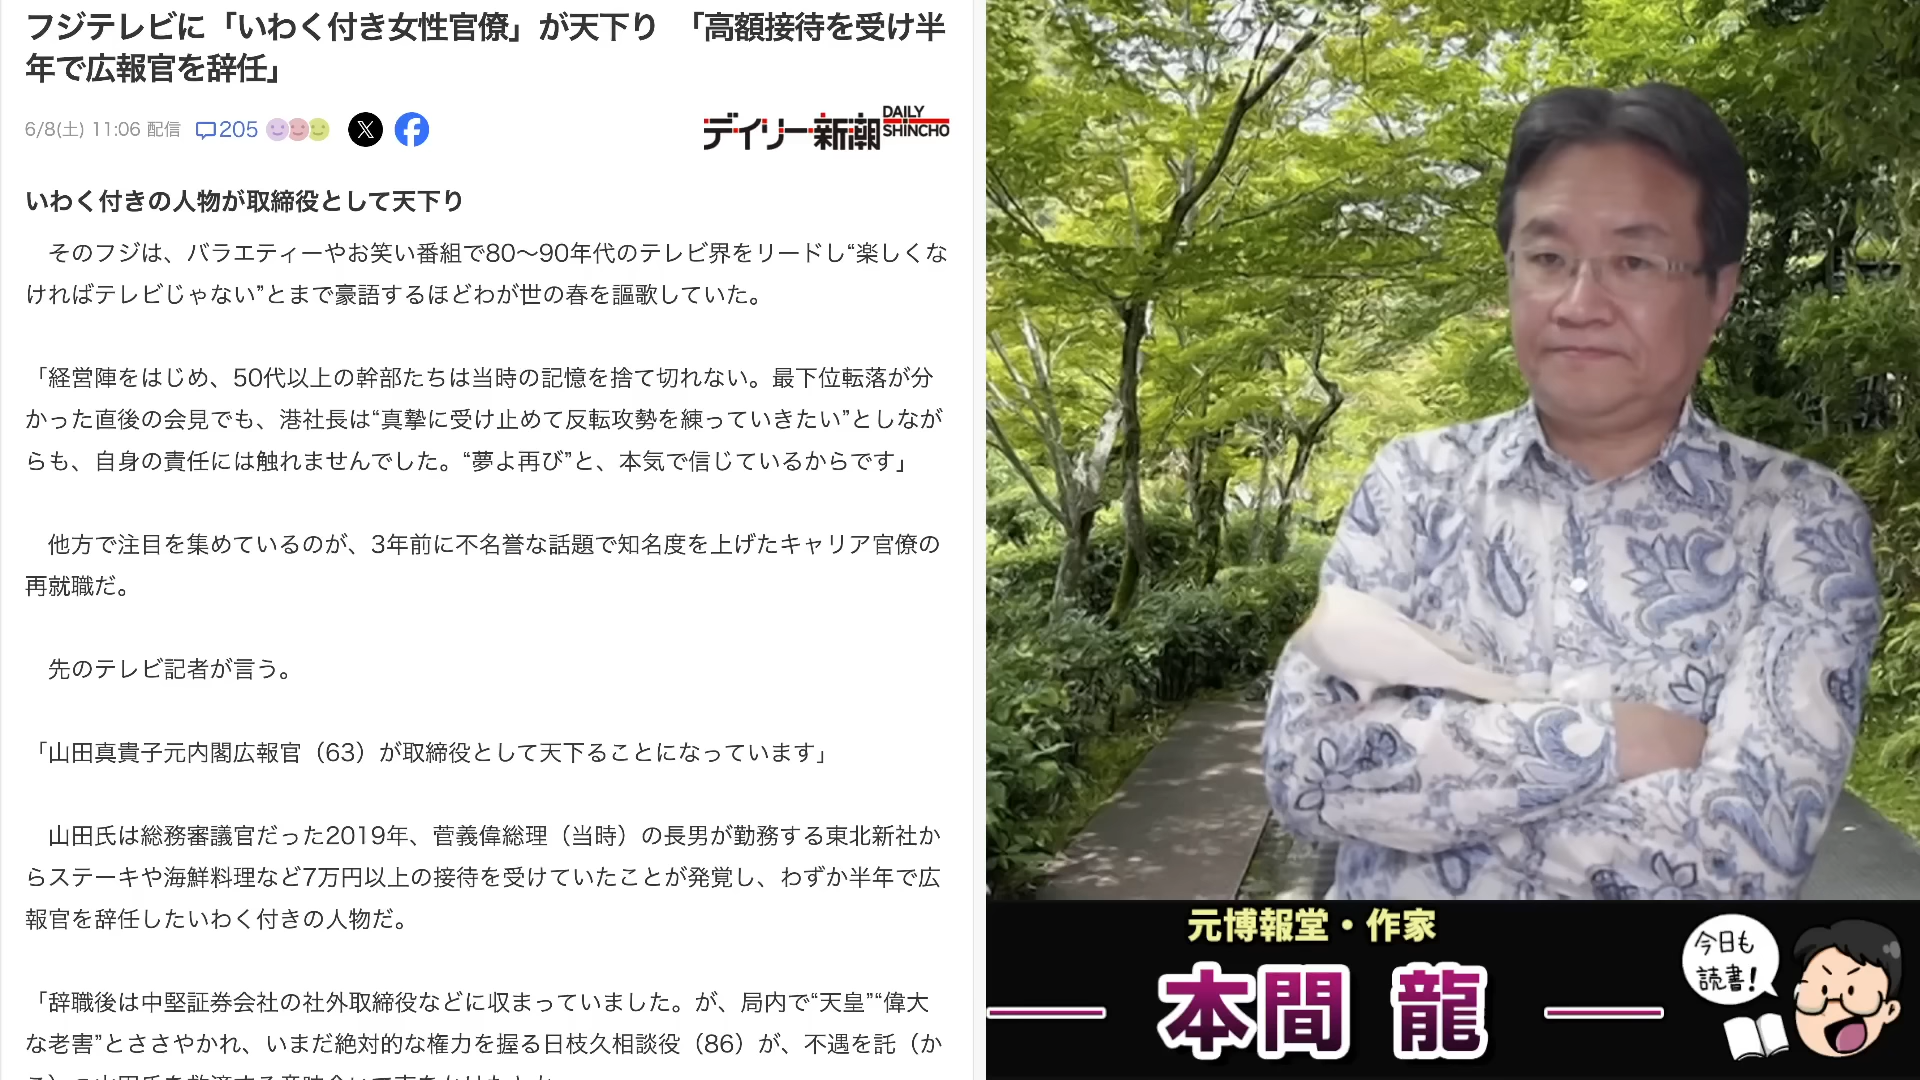 フジテレビに「いわく付き女性官僚」が天下り　「高額接待を受け半
年で広報官を辞任」
6/8(土) 11:06 配信
205
デイリー新潮
DAILY
SHINCHO
いわく付きの人物が取締役として天下り
　そのフジは、バラエティーやお笑い番組で80〜90年代のテレビ界をリードし“楽しくな
ければテレビじゃない”とまで豪語するほどわが世の春を謳歌していた。
「経営陣をはじめ、50代以上の幹部たちは当時の記憶を捨て切れない。最下位転落が分
かった直後の会見でも、港社長は“真摯に受け止めて反転攻勢を練っていきたい”としなが
らも、自身の責任には触れませんでした。“夢よ再び”と、本気で信じているからです」
　他方で注目を集めているのが、3年前に不名誉な話題で知名度を上げたキャリア官僚の
再就職だ。
　先のテレビ記者が言う。
「山田真貴子元内閣広報官（63）が取締役として天下ることになっています」
　山田氏は総務審議官だった2019年、菅義偉総理（当時）の長男が勤務する東北新社か
らステーキや海鮮料理など7万円以上の接待を受けていたことが発覚し、わずか半年で広
報官を辞任したいわく付きの人物だ。
「辞職後は中堅証券会社の社外取締役などに収まっていました。が、局内で“天皇”“偉大
な老害”とささやかれ、いまだ絶対的な権力を握る日枝久相談役（86）が、不遇を託（か
元博報堂・作家
本間 龍
今日も
読書！